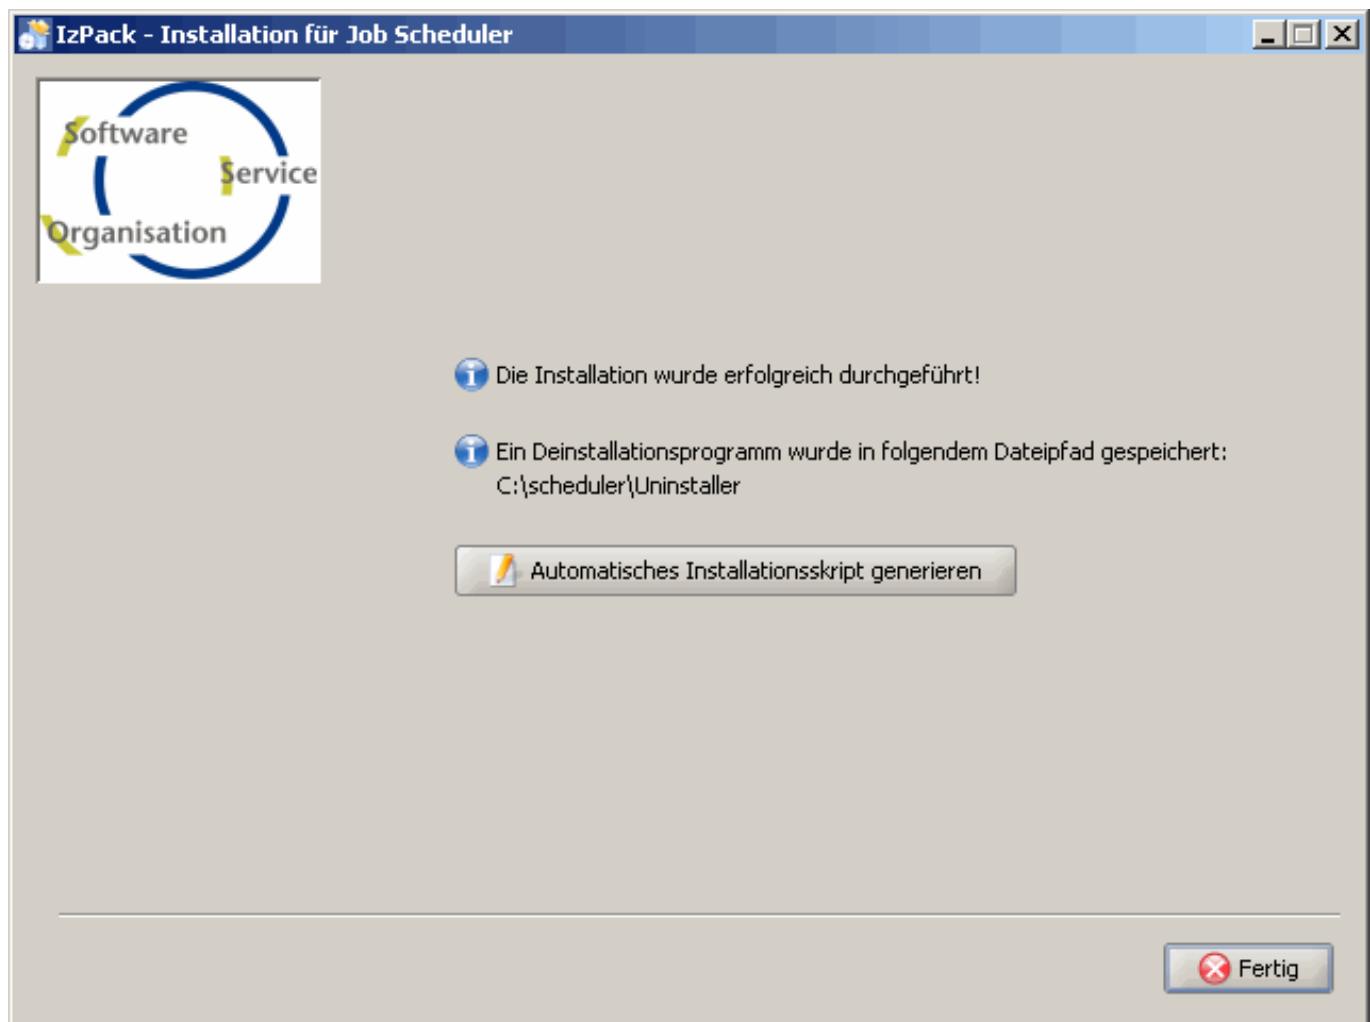 IzPack - Installation für Job Scheduler
Software
Service
Organisation
Die Installation wurde erfolgreich durchgeführt!
Ein Deinstallationsprogramm wurde in folgendem Dateipfad gespeichert:
C:\scheduler\Uninstaller
Automatisches Installationsskript generieren
Fertig